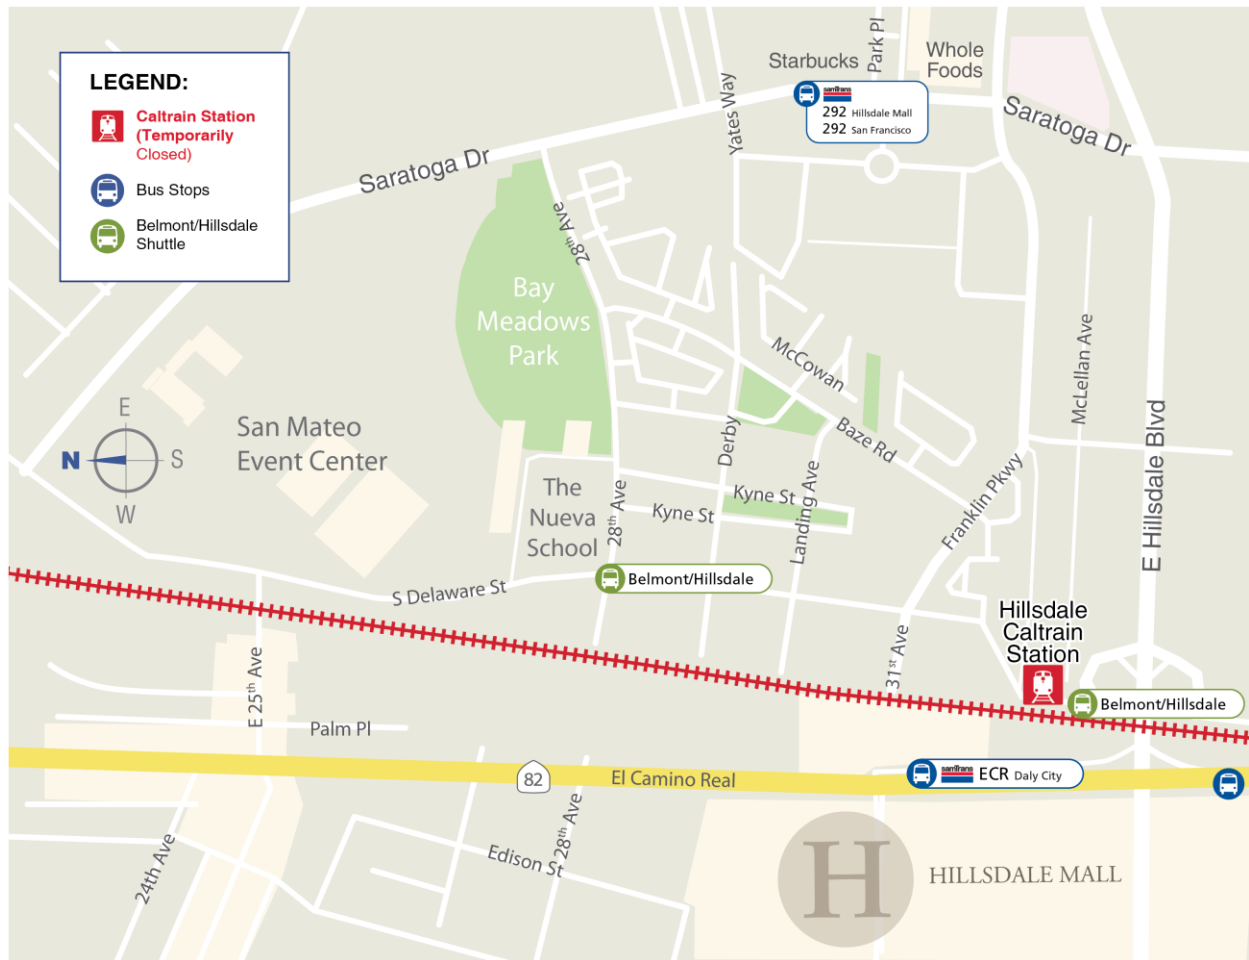 LEGEND:
Caltrain Station
(Temporarily
Closed)
Bus Stops
Belmont/Hillsdale
Shuttle
Starbucks
Park Pl
Whole
Foods
samTrans
292 Hillsdale Mall
292 San Francisco
Saratoga Dr
Yates Way
Saratoga Dr
28th Ave
Bay
Meadows
Park
McCowan
McLellan Ave
E
N
S
W
San Mateo
Event Center
Derby
Baze Rd
E Hillsdale Blvd
The
Nueva
School
28th Ave
Kyne St
Kyne St
Landing Ave
Franklin Pkwy
S Delaware St
Belmont/Hillsdale
Hillsdale
Caltrain
Station
31st Ave
Belmont/Hillsdale
E 25th Ave
Palm Pl
82
El Camino Real
samTrans
ECR Daly City
24th Ave
Edison St
28th Ave
H
HILLSDALE MALL